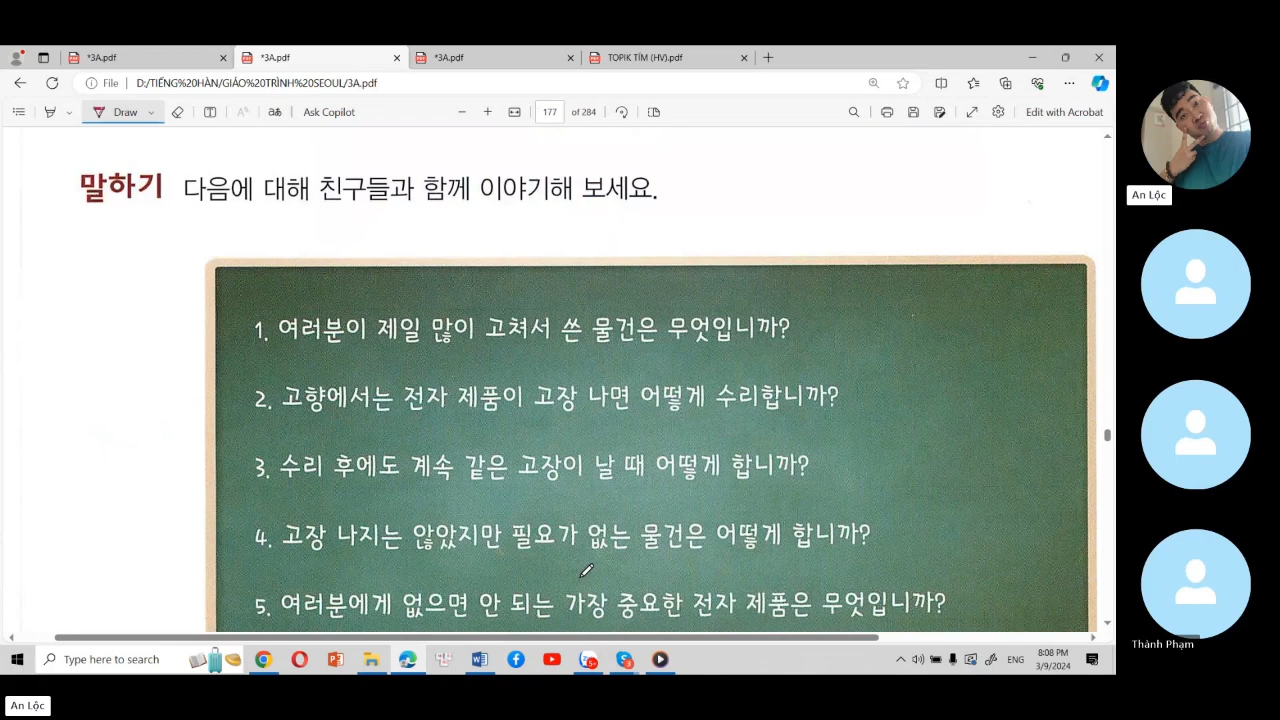 *3A.pdf
*3A.pdf
*3A.pdf
TOPIK TÍM (HV).pdf
File
D:/TIẾNG%20HÀN/GIÁO%20TRÌNH%20SEOUL/3A.pdf
Draw
Ask Copilot
177
of 284
Edit with Acrobat
말하기 다음에 대해 친구들과 함께 이야기해 보세요.
1. 여러분이 제일 많이 고쳐서 쓴 물건은 무엇입니까?
2. 고향에서는 전자 제품이 고장 나면 어떻게 수리합니까?
3. 수리 후에도 계속 같은 고장이 날 때 어떻게 합니까?
4. 고장 나지는 않았지만 필요가 없는 물건은 어떻게 합니까?
5. 여러분에게 없으면 안 되는 가장 중요한 전자 제품은 무엇입니까?
An Lộc
Thành Phạm
Type here to search
5+
3
ENG
8:08 PM
3/9/2024
An Lộc